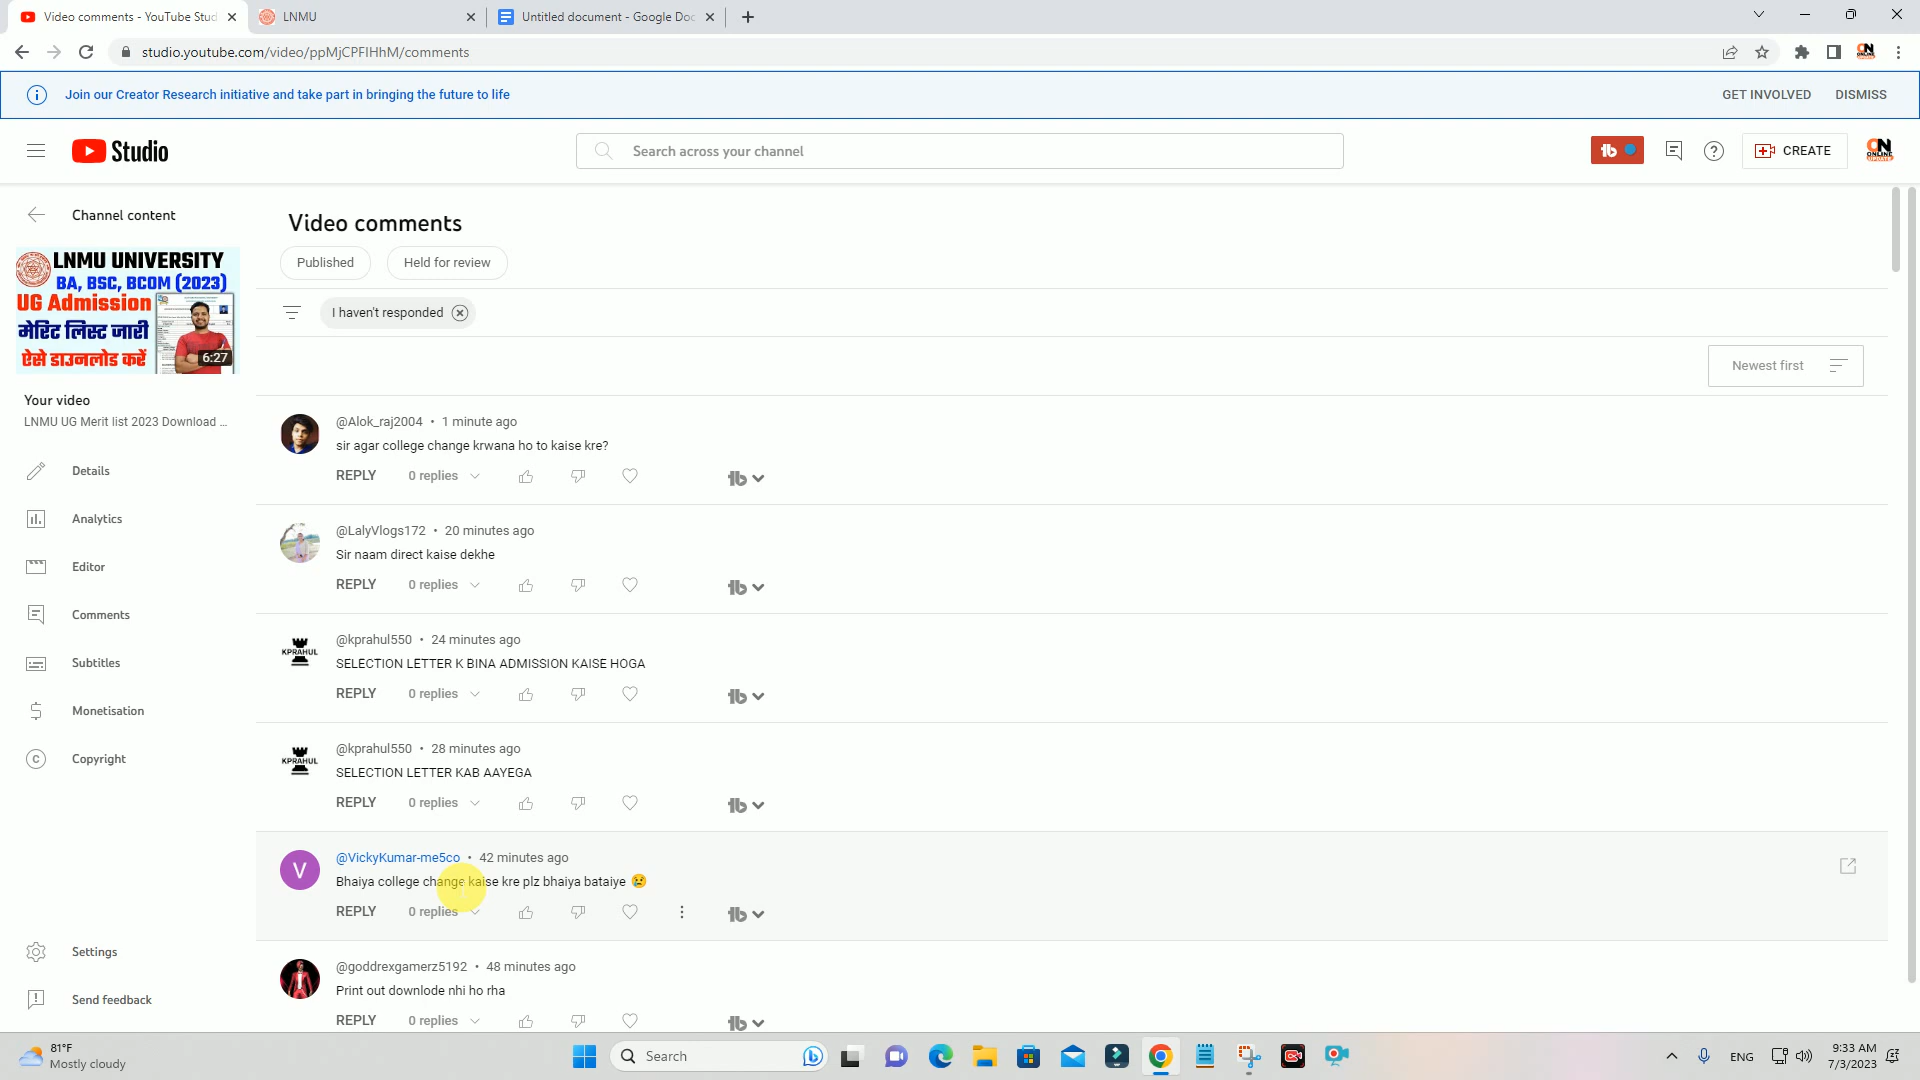 Video comments - YouTube Stud
LNMU
Untitled document - Google Doc
studio.youtube.com/video/ppMjCPFIHhM/comments
Join our Creator Research initiative and take part in bringing the future to life
GET INVOLVED
DISMISS
Studio
Search across your channel
CREATE
Channel content
LNMU UNIVERSITY
BA, BSC, BCOM (2023)
UG Admission
मेरिट लिस्ट जारी
ऐसे डाउनलोड करें
6:27
Your video
LNMU UG Merit list 2023 Download ...
Details
Analytics
Editor
Comments
Subtitles
Monetisation
Copyright
Settings
Send feedback
Video comments
Published
Held for review
I haven't responded
Newest first
@Alok_raj2004 • 1 minute ago
sir agar college change krwana ho to kaise kre?
REPLY 0 replies
@LalyVlogs172 • 20 minutes ago
Sir naam direct kaise dekhe
REPLY 0 replies
KPRAHUL
@kprahul550 • 24 minutes ago
SELECTION LETTER K BINA ADMISSION KAISE HOGA
REPLY 0 replies
KPRAHUL
@kprahul550 • 28 minutes ago
SELECTION LETTER KAB AAYEGA
REPLY 0 replies
V
@VickyKumar-me5co • 42 minutes ago
Bhaiya college change kaise kre plz bhaiya bataiye 😢
REPLY 0 replies
@goddrexgamerz5192 • 48 minutes ago
Print out downlode nhi ho rha
REPLY 0 replies
81°F
Mostly cloudy
Search
ENG
9:33 AM
7/3/2023